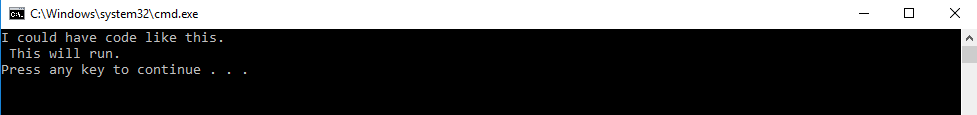 C:\Windows\system32\cmd.exe
I could have code like this.
 This will run.
Press any key to continue . . .